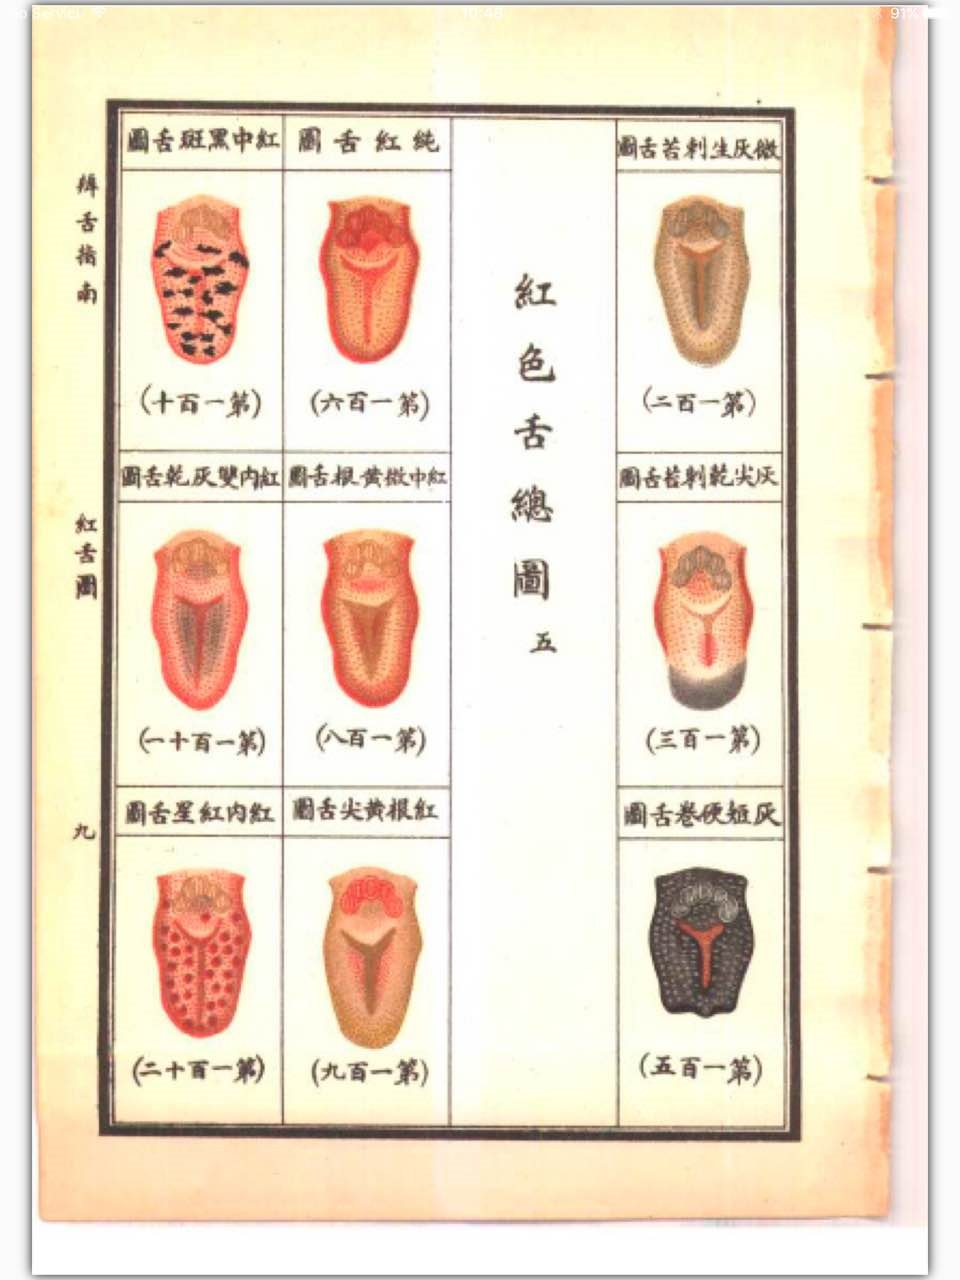 91%
微灰生刺苔舌圖
(第一百二)
灰尖乾刺苔舌圖
(第一百三)
灰短硬卷舌圖
(第一百五)
紅色舌總圖 五
純紅舌圖
(第一百六)
紅中微黃根舌圖
(第一百八)
紅根黃尖舌圖
(第一百九)
紅中黑斑舌圖
(第一百十)
紅內雙灰乾舌圖
(第一百十一)
紅內紅星舌圖
(第一百十二)
辨舌指南
紅舌圖
九